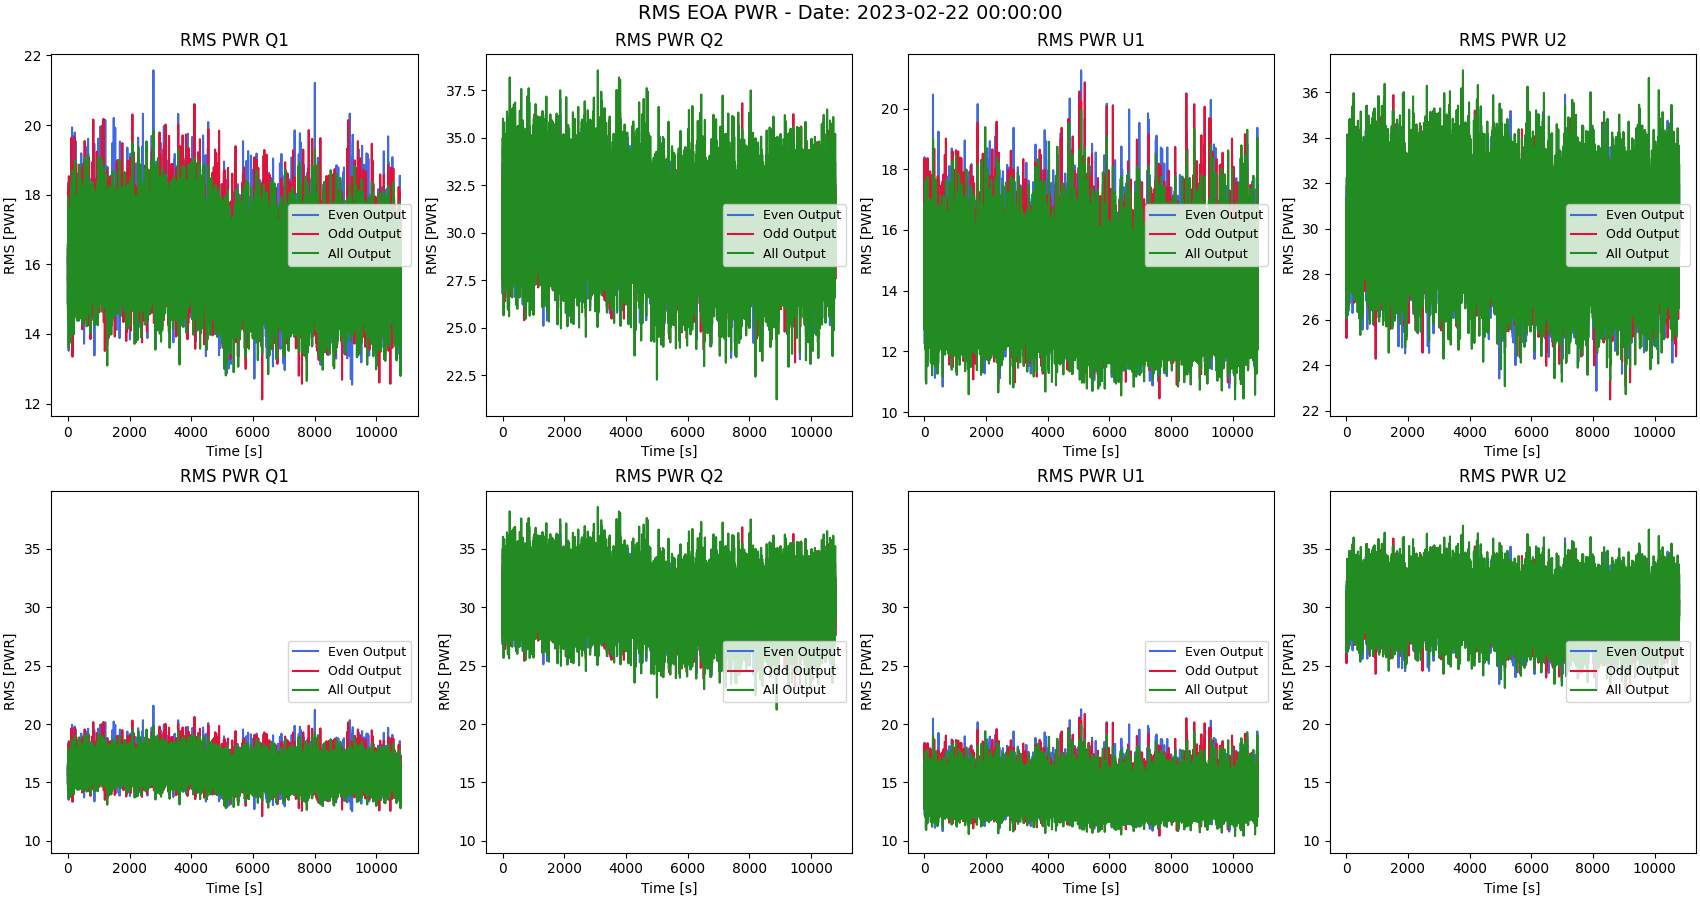 RMS EOA PWR - Date: 2023-02-22 00:00:00
RMS PWR Q1
RMS [PWR]
22
20
18
16
14
12
0 2000 4000 6000 8000 10000
Time [s]
Even Output
Odd Output
All Output
RMS PWR Q2
RMS [PWR]
37.5
35.0
32.5
30.0
27.5
25.0
22.5
0 2000 4000 6000 8000 10000
Time [s]
Even Output
Odd Output
All Output
RMS PWR U1
RMS [PWR]
20
18
16
14
12
10
0 2000 4000 6000 8000 10000
Time [s]
Even Output
Odd Output
All Output
RMS PWR U2
RMS [PWR]
36
34
32
30
28
26
24
22
0 2000 4000 6000 8000 10000
Time [s]
Even Output
Odd Output
All Output
RMS PWR Q1
RMS [PWR]
35
30
25
20
15
10
0 2000 4000 6000 8000 10000
Time [s]
Even Output
Odd Output
All Output
RMS PWR Q2
RMS [PWR]
35
30
25
20
15
10
0 2000 4000 6000 8000 10000
Time [s]
Even Output
Odd Output
All Output
RMS PWR U1
RMS [PWR]
35
30
25
20
15
10
0 2000 4000 6000 8000 10000
Time [s]
Even Output
Odd Output
All Output
RMS PWR U2
RMS [PWR]
35
30
25
20
15
10
0 2000 4000 6000 8000 10000
Time [s]
Even Output
Odd Output
All Output